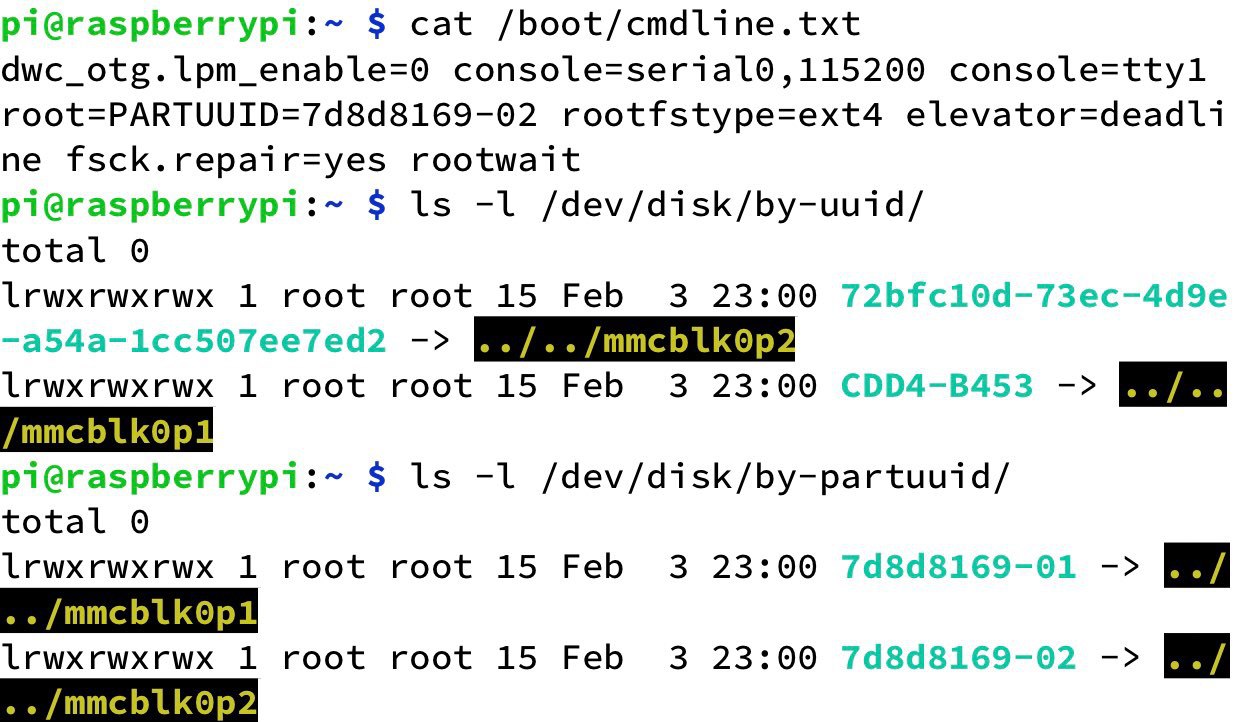 pi@raspberrypi:~ $ cat /boot/cmdline.txt
dwc_otg.lpm_enable=0 console=serial0,115200 console=tty1
root=PARTUUID=7d8d8169-02 rootfstype=ext4 elevator=deadli
ne fsck.repair=yes rootwait
pi@raspberrypi:~ $ ls -l /dev/disk/by-uuid/
total 0
lrwxrwxrwx 1 root root 15 Feb  3 23:00 72bfc10d-73ec-4d9e
-a54a-1cc507ee7ed2 -> ../../mmcblk0p2
lrwxrwxrwx 1 root root 15 Feb  3 23:00 CDD4-B453 -> ../..
/mmcblk0p1
pi@raspberrypi:~ $ ls -l /dev/disk/by-partuuid/
total 0
lrwxrwxrwx 1 root root 15 Feb  3 23:00 7d8d8169-01 -> ../
../mmcblk0p1
lrwxrwxrwx 1 root root 15 Feb  3 23:00 7d8d8169-02 -> ../
../mmcblk0p2